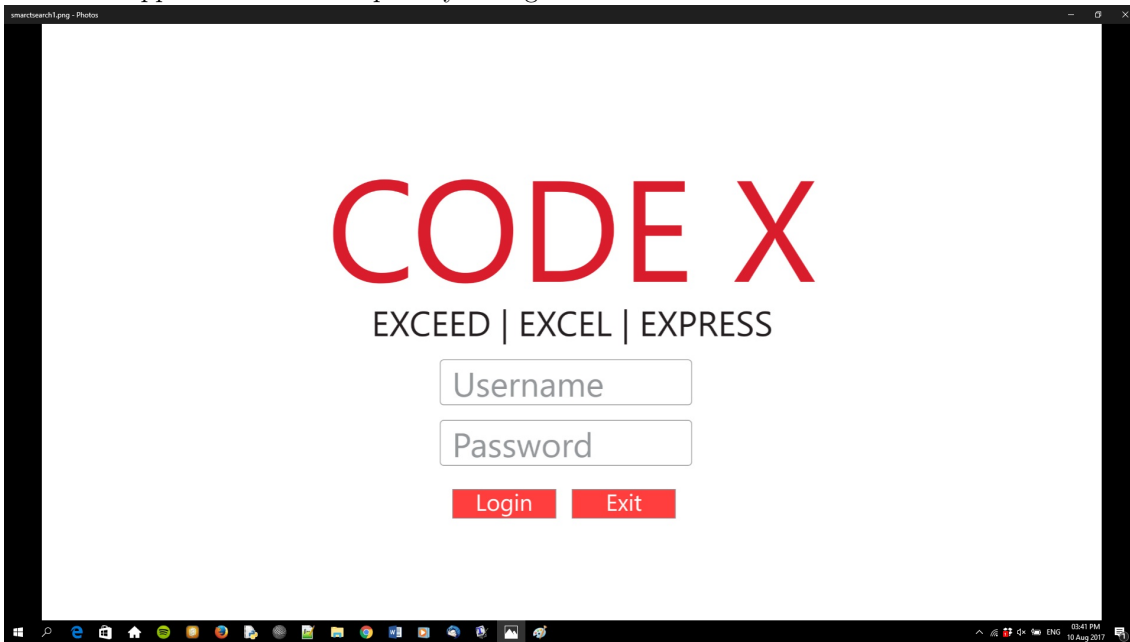 smarctsearch1.png - Photos
CODE X
EXCEED | EXCEL | EXPRESS
Username
Password
Login Exit
ENG
03:41 PM
10 Aug 2017